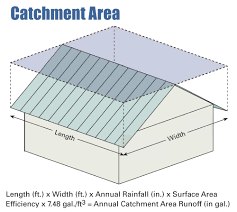 Catchment Area
Length
Width
Length (ft.) x Width (ft.) x Annual Rainfall (in.) x Surface Area
Efficiency x 7.48 gal./ft³ = Annual Catchment Area Runoff (in gal.)